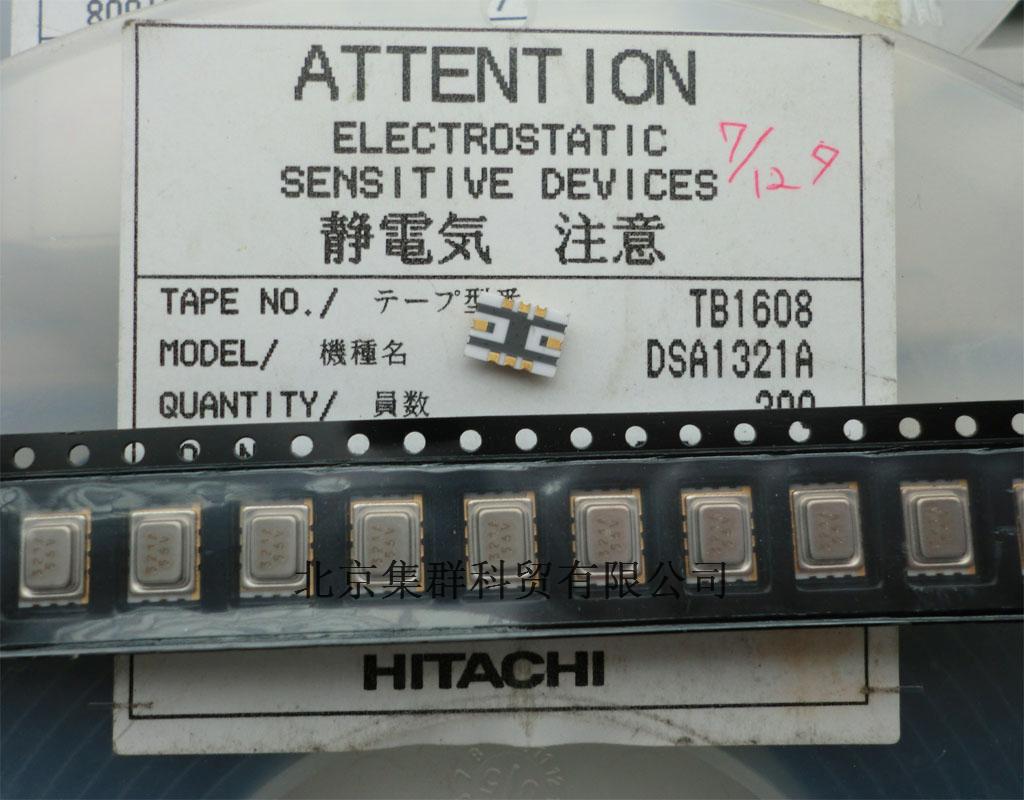 ATTENTION
ELECTROSTATIC
SENSITIVE DEVICES
7/12 9
静電気 注意
TAPE NO./ テープ型番 TB1608
MODEL/ 機種名 DSA1321A
QUANTITY/ 員数 300
北京集群科贸有限公司
HITACHI